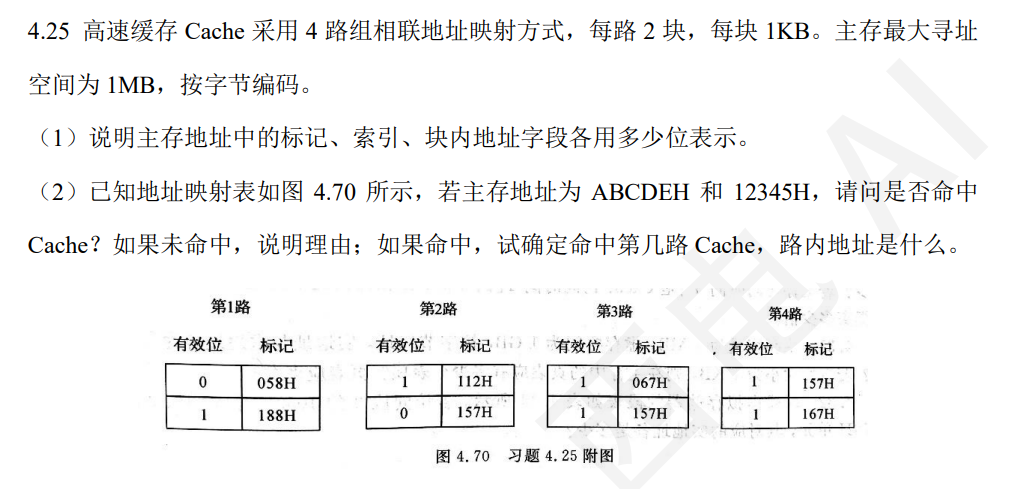 4.25 高速缓存 Cache 采用 4 路组相联地址映射方式，每路 2 块，每块 1KB。主存最大寻址
空间为 1MB，按字节编码。
（1）说明主存地址中的标记、索引、块内地址字段各用多少位表示。
（2）已知地址映射表如图 4.70 所示，若主存地址为 ABCDEH 和 12345H，请问是否命中
Cache？如果未命中，说明理由；如果命中，试确定命中第几路 Cache，路内地址是什么。
第1路 第2路 第3路 第4路
有效位 标记 有效位 标记 有效位 标记 有效位 标记
0 058H 1 112H 1 067H 1 157H
1 188H 0 157H 1 157H 1 167H
图 4.70 习题 4.25 附图
西电 AI